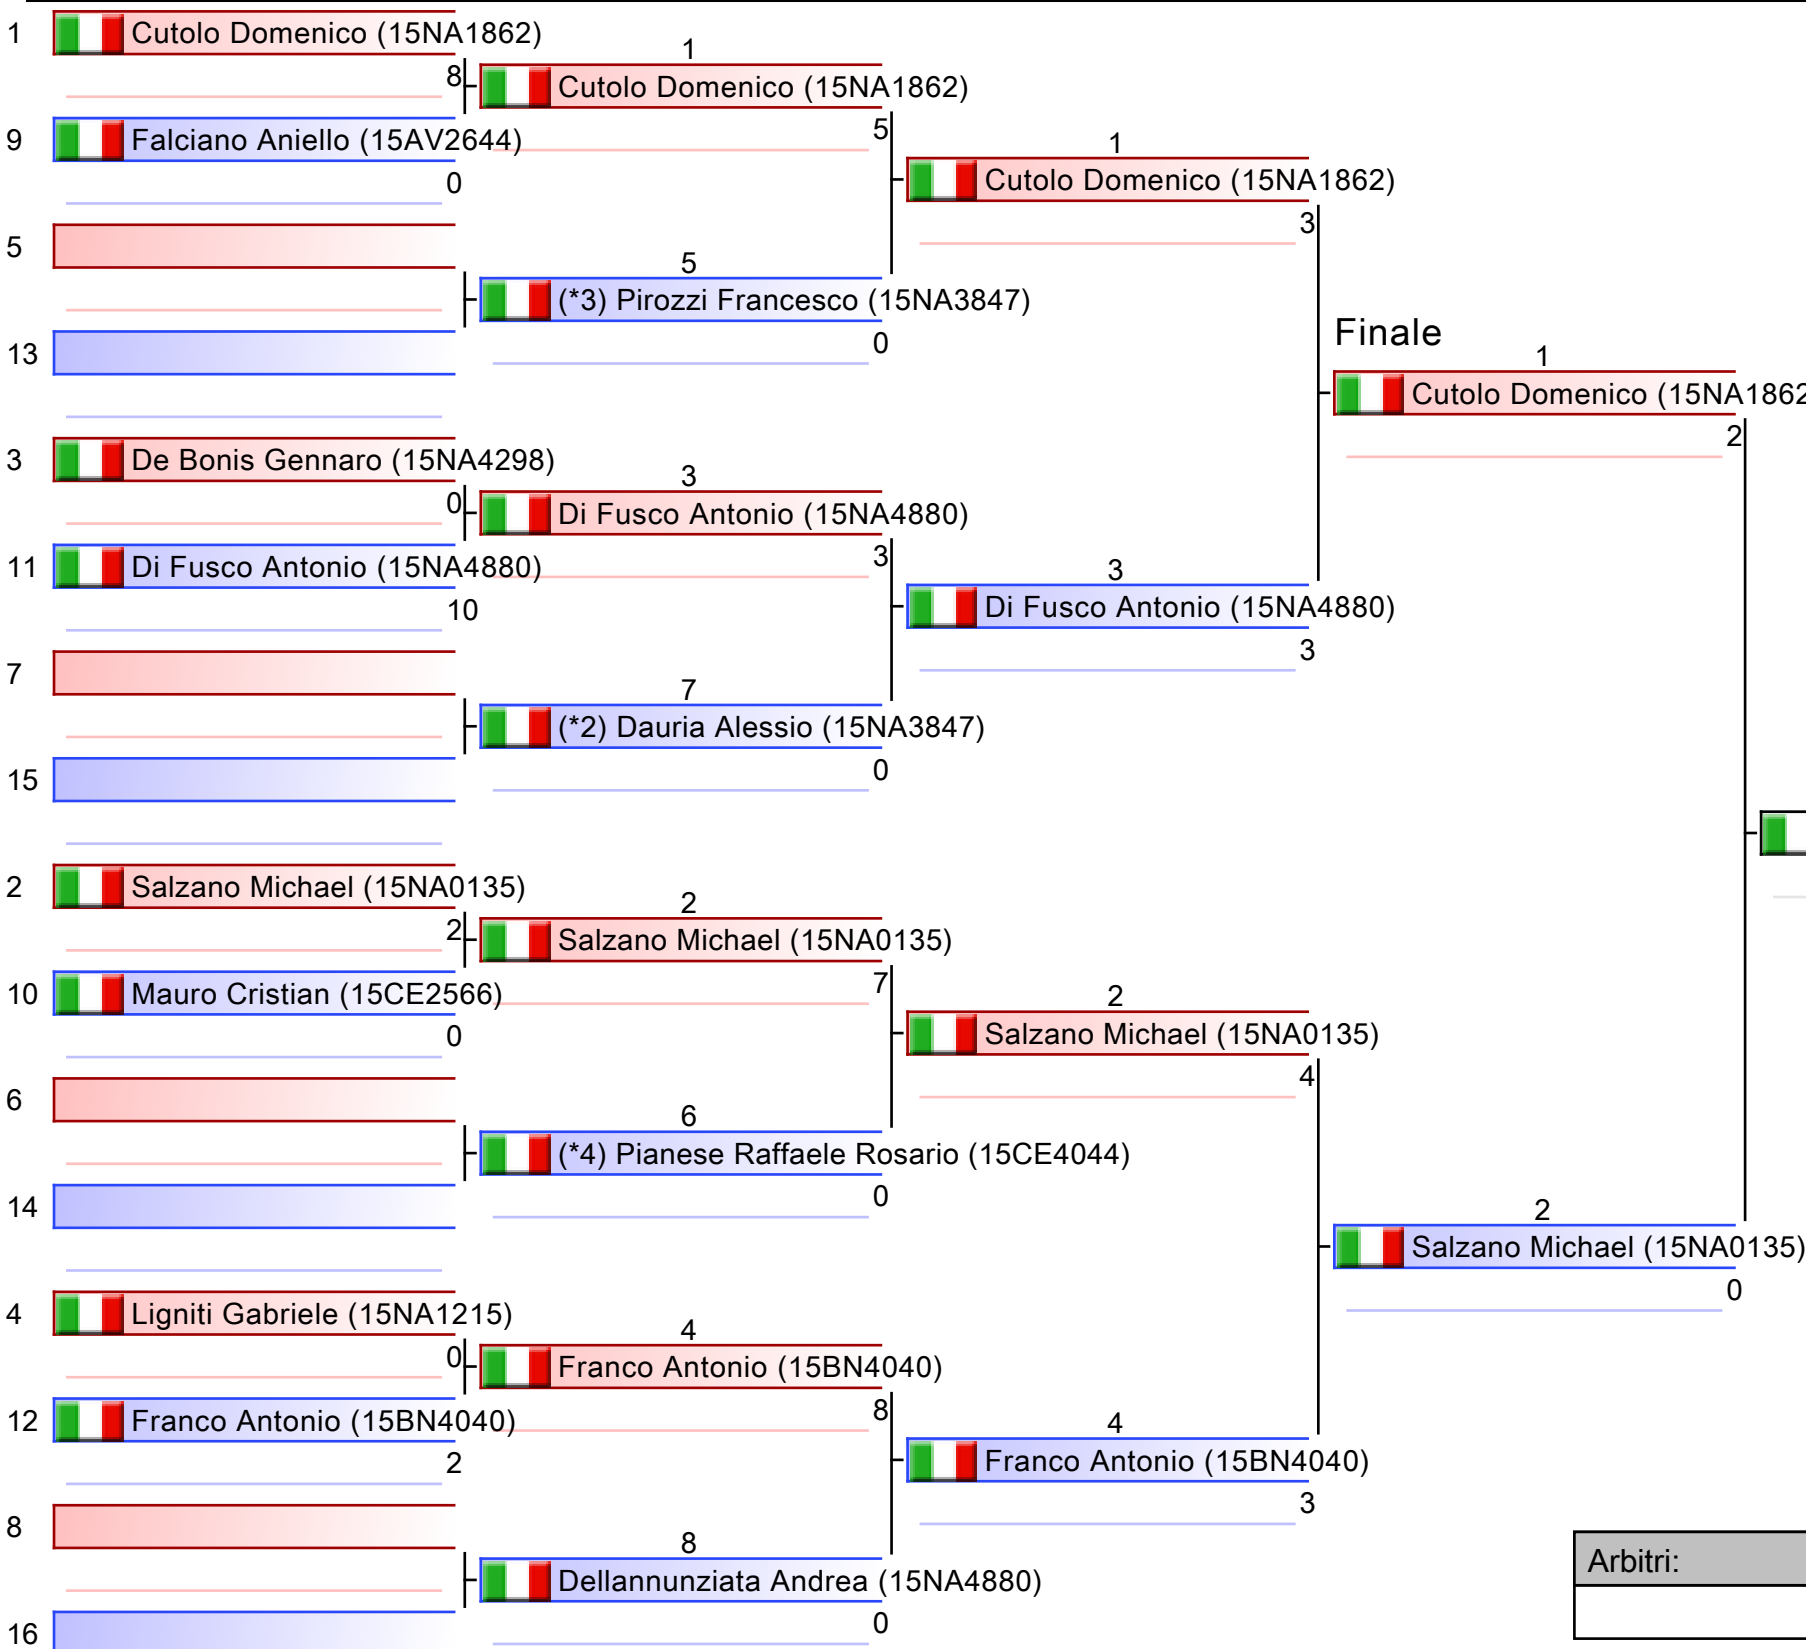 1 Cutolo Domenico (15NA1862)
8
9 Falciano Aniello (15AV2644)
0
5
13
3 De Bonis Gennaro (15NA4298)
0
11 Di Fusco Antonio (15NA4880)
10
7
15
2 Salzano Michael (15NA0135)
2
10 Mauro Cristian (15CE2566)
0
6
14
4 Ligniti Gabriele (15NA1215)
0
12 Franco Antonio (15BN4040)
2
8
16
1
Cutolo Domenico (15NA1862)
5
5
(*3) Pirozzi Francesco (15NA3847)
0
3
Di Fusco Antonio (15NA4880)
3
7
(*2) Dauria Alessio (15NA3847)
0
2
Salzano Michael (15NA0135)
7
6
(*4) Pianese Raffaele Rosario (15CE4044)
0
4
Franco Antonio (15BN4040)
8
8
Dellannunziata Andrea (15NA4880)
0
1
Cutolo Domenico (15NA1862)
3
3
Di Fusco Antonio (15NA4880)
3
2
Salzano Michael (15NA0135)
4
4
Franco Antonio (15BN4040)
3
Finale
1
Cutolo Domenico (15NA1862
2
2
Salzano Michael (15NA0135)
0
Arbitri: